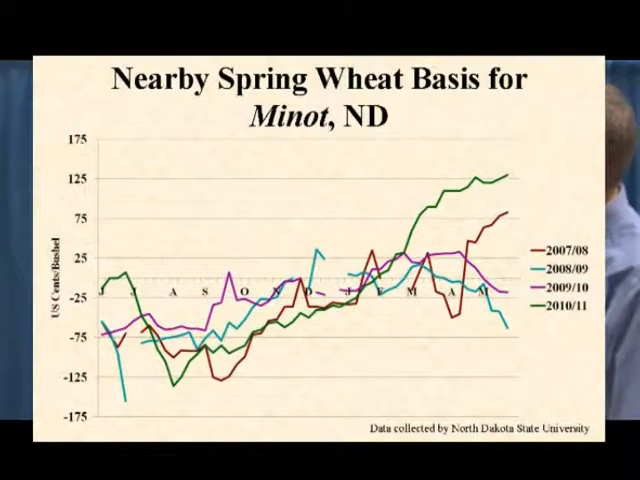 Nearby Spring Wheat Basis for
Minot, ND
US Cents/Bushel
175
125
75
25
-25
-75
-125
-175
J J A S O N D J F M A M
2007/08
2008/09
2009/10
2010/11
Data collected by North Dakota State University